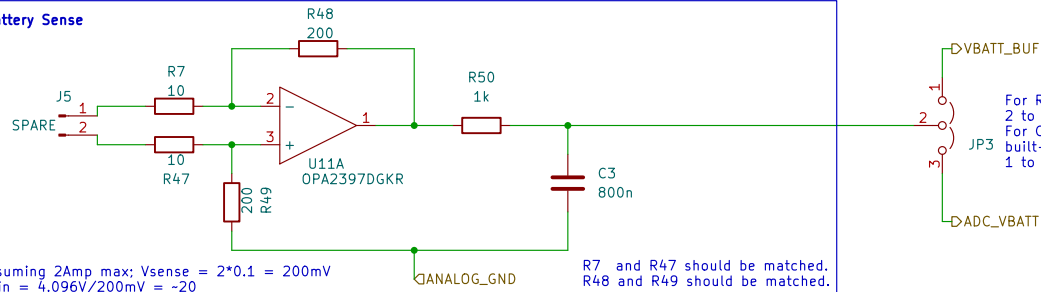 ttery Sense
R48
200
R7
10
J5
1
2
SPARE
10
R47
2
3
1
U11A
OPA2397DGKR
200
R49
R50
1k
C3
800n
ANALOG_GND
VBATT_BUF
1
2
3
JP3
ADC_VBATT
For R
2 to
For
built-
1 to
suming 2Amp max; Vsense = 2*0.1 = 200mV
in = 4.096V/200mV = ~20
R7 and R47 should be matched.
R48 and R49 should be matched.